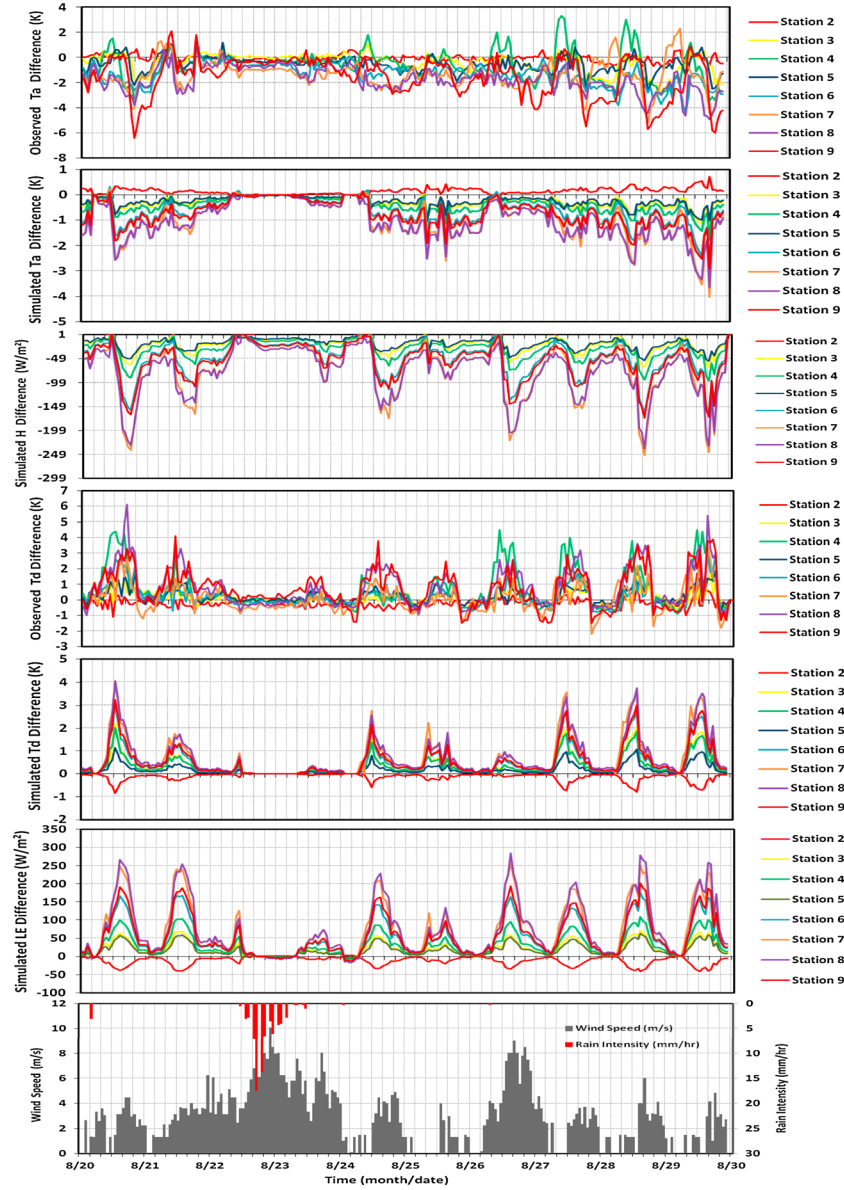 Observed Ta Difference (K)
4
2
0
-2
-4
-6
-8
Station 2
Station 3
Station 4
Station 5
Station 6
Station 7
Station 8
Station 9
Simulated Ta Difference (K)
1
0
-1
-2
-3
-4
-5
Station 2
Station 3
Station 4
Station 5
Station 6
Station 7
Station 8
Station 9
Simulated H Difference (W/m²)
1
-49
-99
-149
-199
-249
-299
Station 2
Station 3
Station 4
Station 5
Station 6
Station 7
Station 8
Station 9
Observed Td Difference (K)
7
6
5
4
3
2
1
0
-1
-2
-3
Station 2
Station 3
Station 4
Station 5
Station 6
Station 7
Station 8
Station 9
Simulated Td Difference (K)
5
4
3
2
1
0
-1
-2
Station 2
Station 3
Station 4
Station 5
Station 6
Station 7
Station 8
Station 9
Simulated LE Difference (W/m²)
350
300
250
200
150
100
50
0
-50
-100
Station 2
Station 3
Station 4
Station 5
Station 6
Station 7
Station 8
Station 9
Wind Speed (m/s)
12
10
8
6
4
2
0
Wind Speed (m/s)
Rain Intensity (mm/hr)
0
5
10
15
20
25
30
Rain Intensity (mm/hr)
8/20 8/21 8/22 8/23 8/24 8/25 8/26 8/27 8/28 8/29 8/30
Time (month/date)